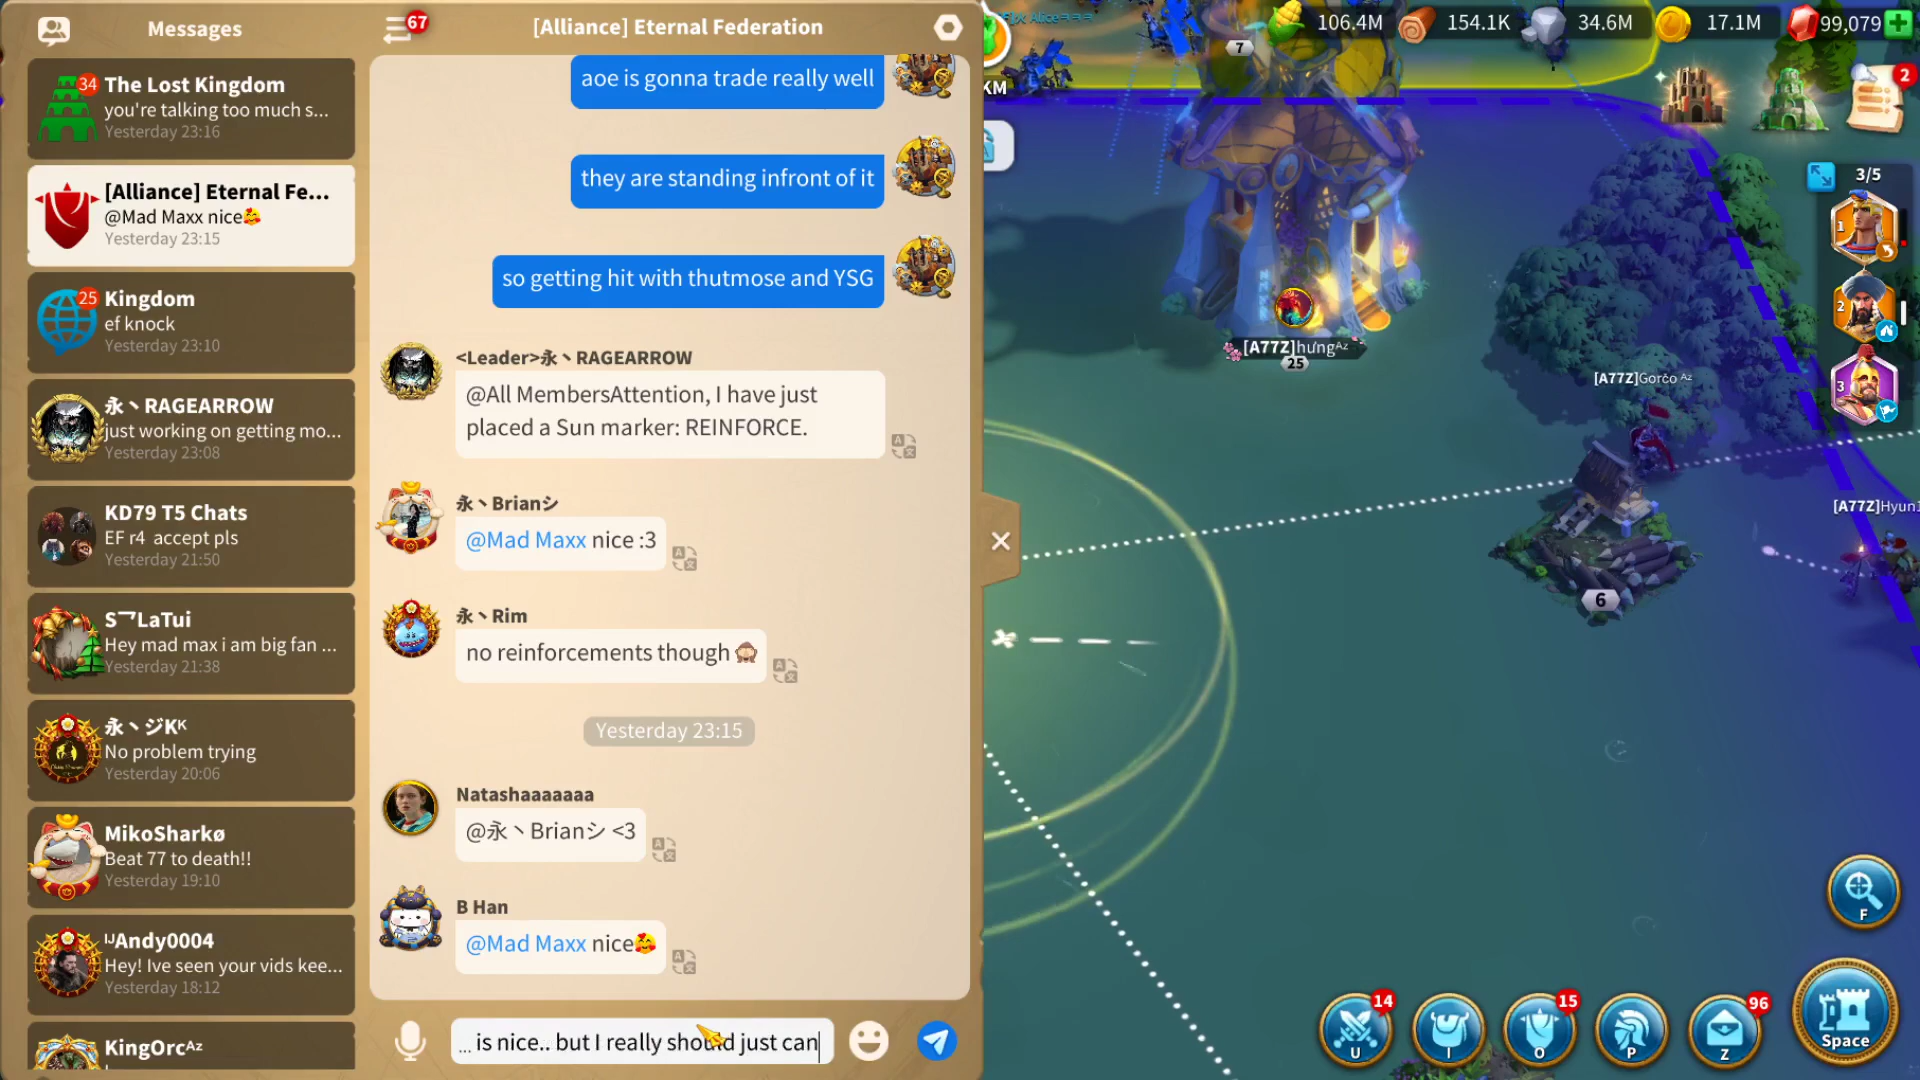 Messages
34
The Lost Kingdom
you're talking too much s...
Yesterday 23:16
[Alliance] Eternal Fe...
@Mad Maxx nice🥰
Yesterday 23:15
25
Kingdom
ef knock
Yesterday 23:10
永丶RAGEARROW
just working on getting mo...
Yesterday 23:08
KD79 T5 Chats
EF r4 accept pls
Yesterday 21:50
S乛LaTui
Hey mad max i am big fan ...
Yesterday 21:38
永丶ジKᴷ
No problem trying
Yesterday 20:06
MikoSharkø
Beat 77 to death!!
Yesterday 19:10
ᴵᴶAndy0004
Hey! Ive seen your vids kee...
Yesterday 18:12
KingOrcᴬᶻ
67
[Alliance] Eternal Federation
aoe is gonna trade really well
they are standing infront of it
so getting hit with thutmose and YSG
<Leader>永丶RAGEARROW
@All MembersAttention, I have just
placed a Sun marker: REINFORCE.
永丶Brianシ
@Mad Maxx nice :3
永丶Rim
no reinforcements though🙈
Yesterday 23:15
Natashaaaaaaa
@永丶Brianシ <3
B Han
@Mad Maxx nice🥰
... is nice.. but I really should just can
7
KM
106.4M
154.1K
34.6M
17.1M
99,079
2
3/5
1
2
3
[A77Z]hưngᴬᶻ
25
[A77Z]Gorčo ᴬᶻ
[A77Z]Hyun1
6
F
14
U
I
15
O
P
96
Z
Space